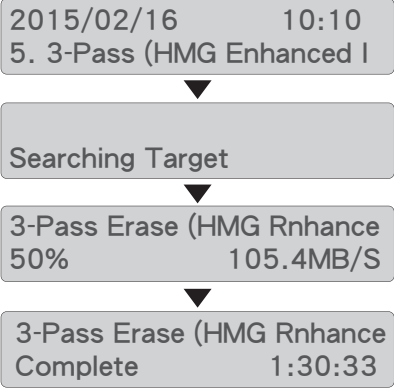 2015/02/16 10:10
5. 3-Pass (HMG Enhanced I
Searching Target
3-Pass Erase (HMG Rnhance
50% 105.4MB/S
3-Pass Erase (HMG Rnhance
Complete 1:30:33